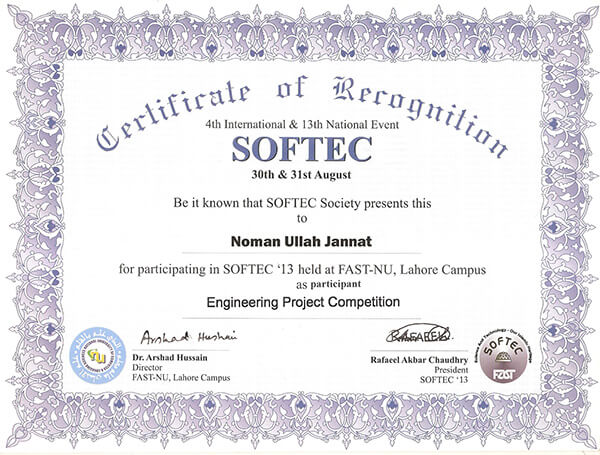 Certificate of Recognition
4th International & 13th National Event
SOFTEC
30th & 31st August
Be it known that SOFTEC Society presents this
to
Noman Ullah Jannat
for participating in SOFTEC ‘13 held at FAST-NU, Lahore Campus
as participant
Engineering Project Competition
Arshad Hussain
RAFAEEL
Dr. Arshad Hussain
Director
FAST-NU, Lahore Campus
Rafaeel Akbar Chaudhry
President
SOFTEC ‘13
NU
SOFTEC
FAST